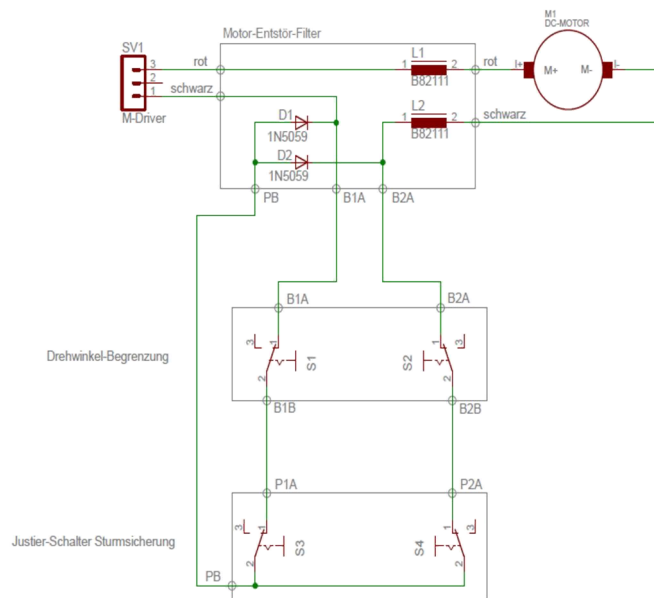 M1
DC-MOTOR
Motor-Entstör-Filter
SV1
3
2
1
M-Driver
rot
schwarz
L1
1
2
B82111
rot
I+
M+
M-
I-
L2
1
2
B82111
schwarz
D1
1N5059
D2
1N5059
PB
B1A
B2A
B1A
B2A
Drehwinkel-Begrenzung
3
1
2
S1
S2
1
3
2
B1B
B2B
P1A
P2A
Justier-Schalter Sturmsicherung
3
1
2
S3
S4
1
3
2
PB